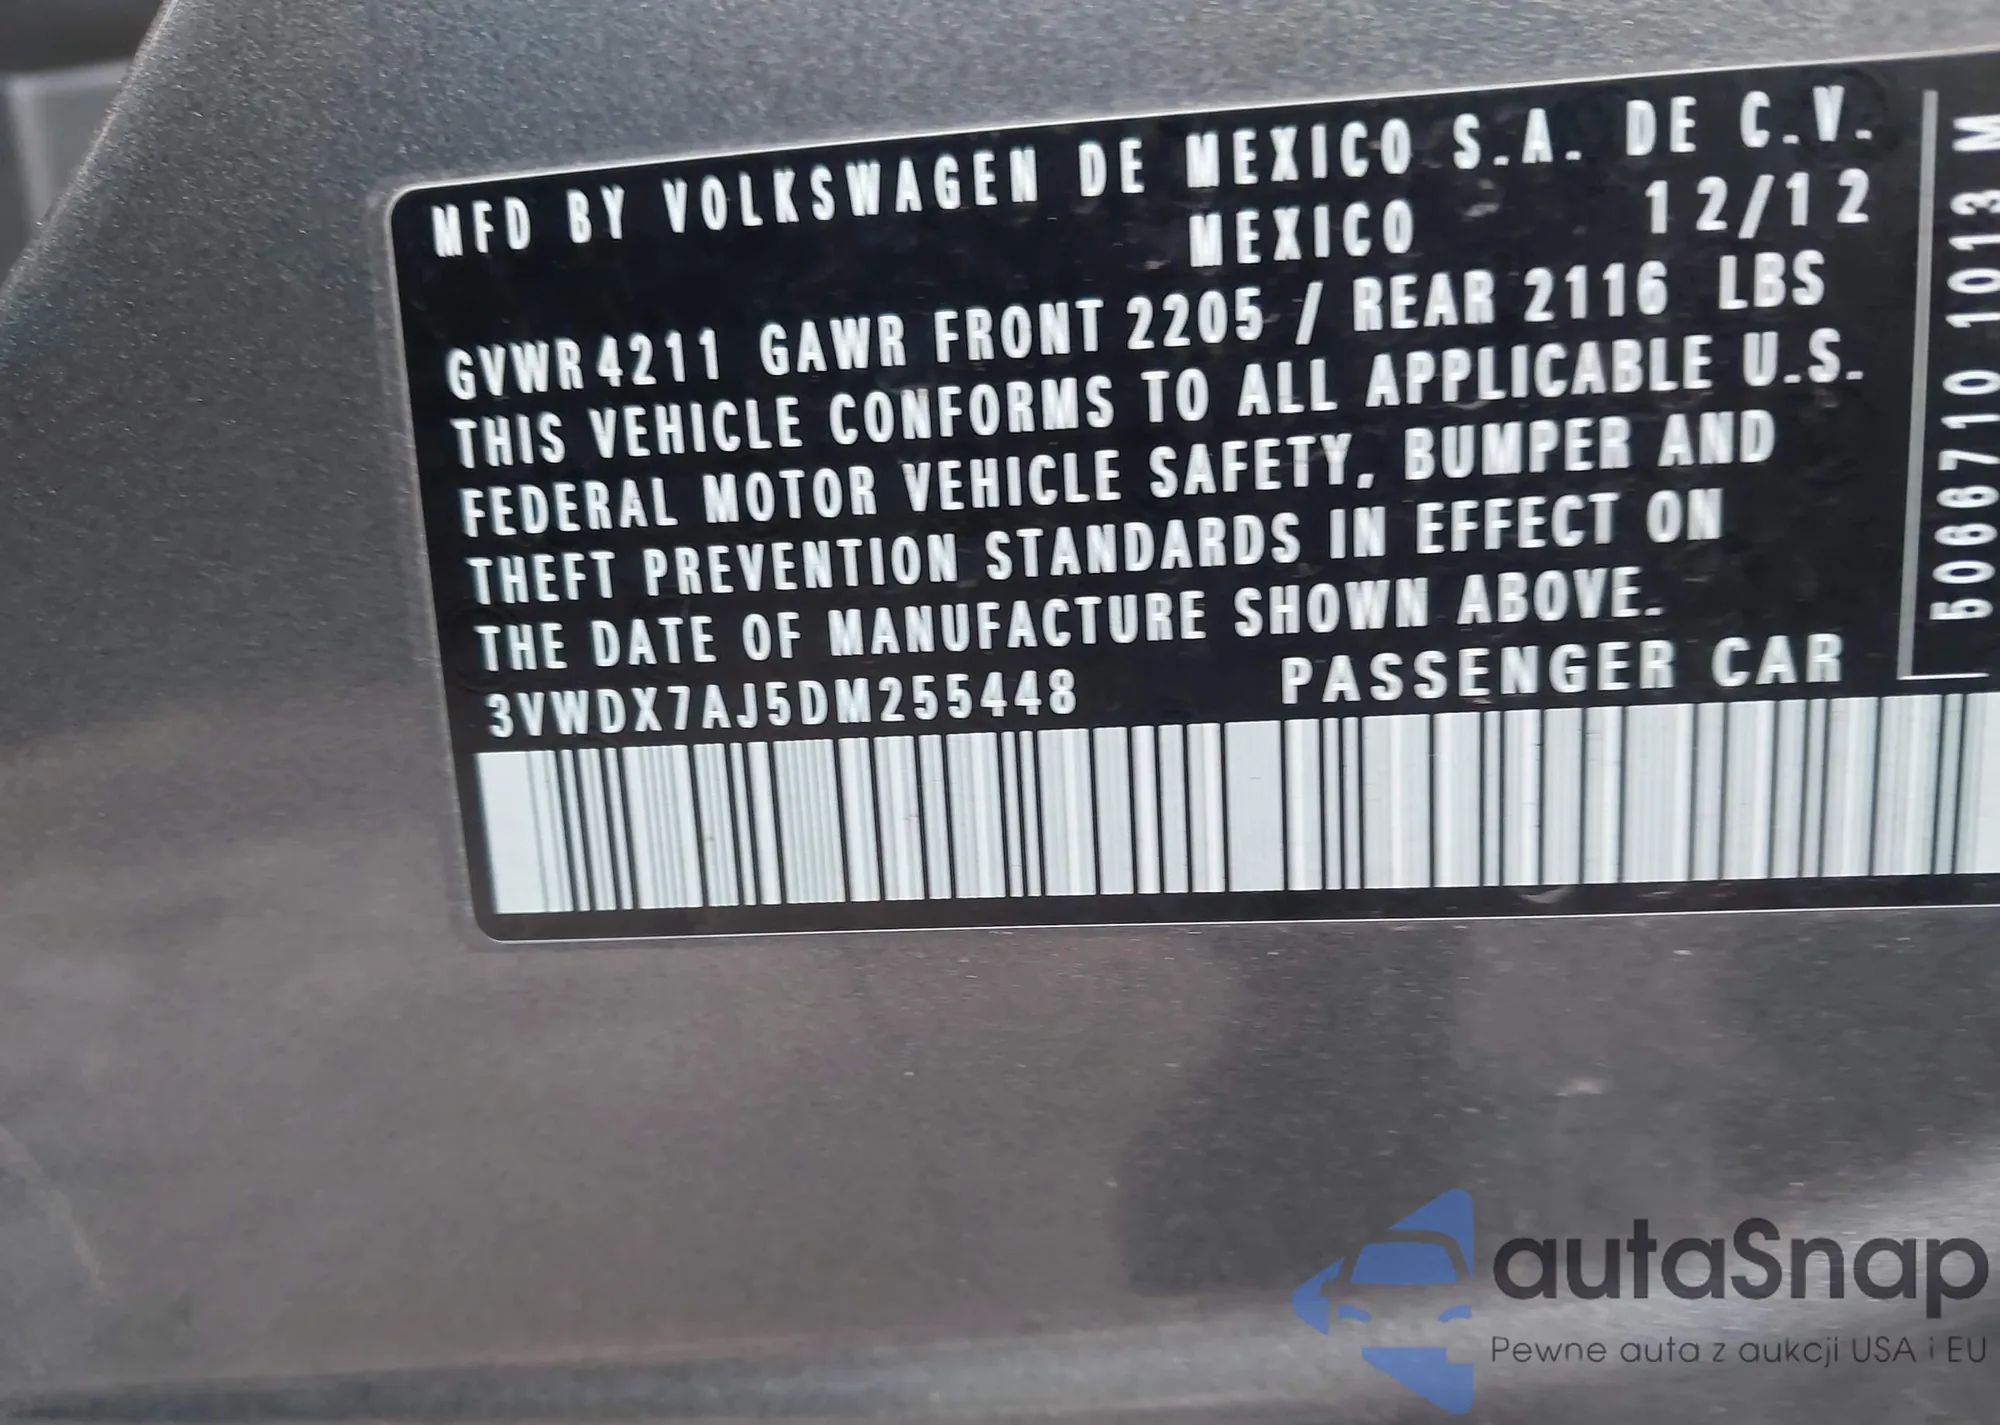 MFD BY VOLKSWAGEN DE MEXICO S.A. DE C.V.
MEXICO 12/12
GVWR 4211 GAWR FRONT 2205 / REAR 2116 LBS
THIS VEHICLE CONFORMS TO ALL APPLICABLE U.S.
FEDERAL MOTOR VEHICLE SAFETY, BUMPER AND
THEFT PREVENTION STANDARDS IN EFFECT ON
THE DATE OF MANUFACTURE SHOWN ABOVE.
3VWDX7AJ5DM255448 PASSENGER CAR
1013 M
autaSnap
Pewne auta z aukcji USA i EU